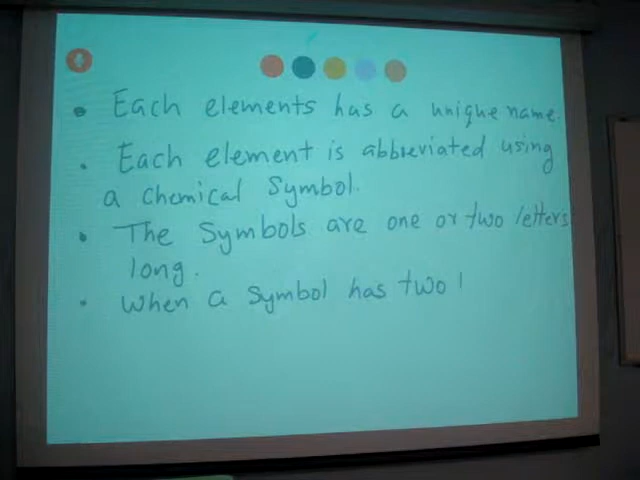 • Each elements has a unique name.
• Each element is abbreviated using
a chemical symbol.
• The Symbols are one or two letters
long.
• When a symbol has two l